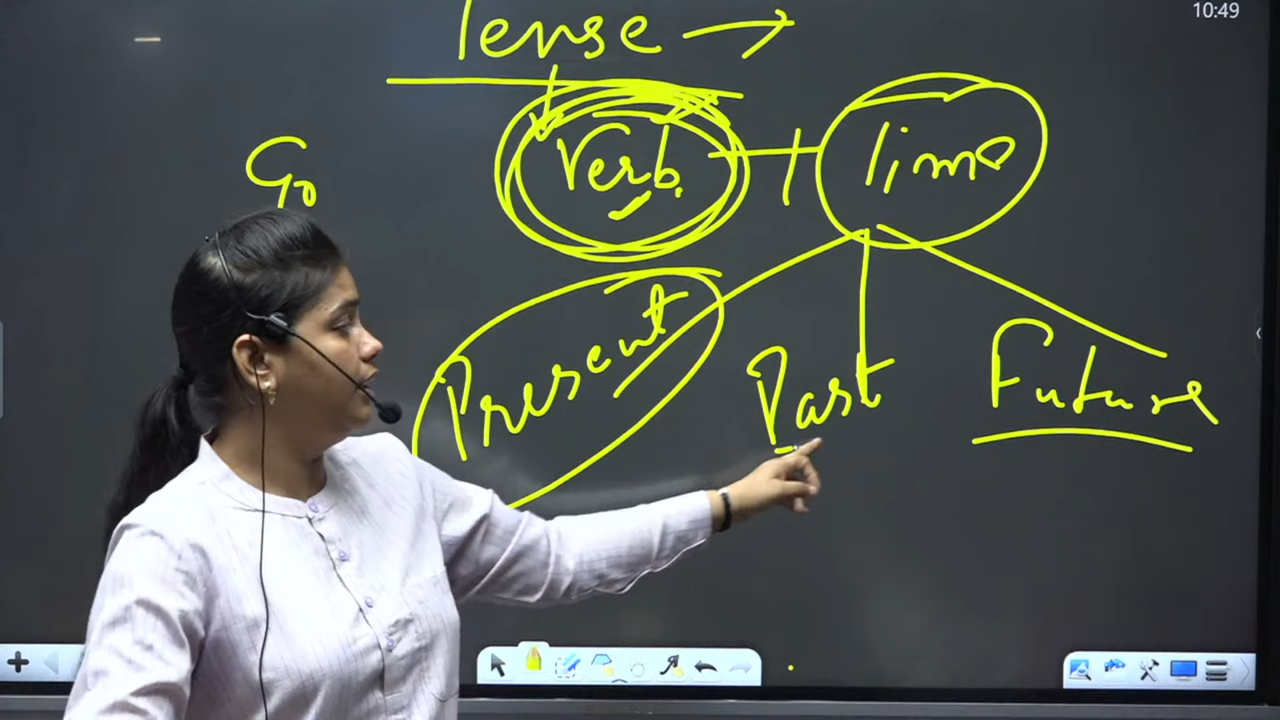 10:49
Tense →
Go
Verb. + Time
Present Past Future